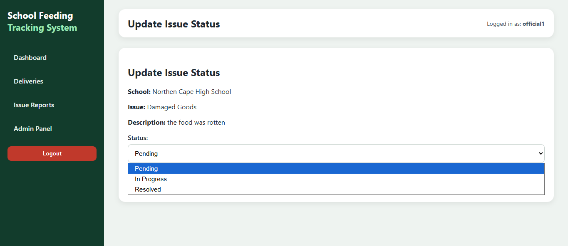 School Feeding
Tracking System
Dashboard
Deliveries
Issue Reports
Admin Panel
Logout
Update Issue Status
Logged in as: official1
Update Issue Status
School: Northen Cape High School
Issue: Damaged Goods
Description: the food was rotten
Status:
Pending
Pending
In Progress
Resolved